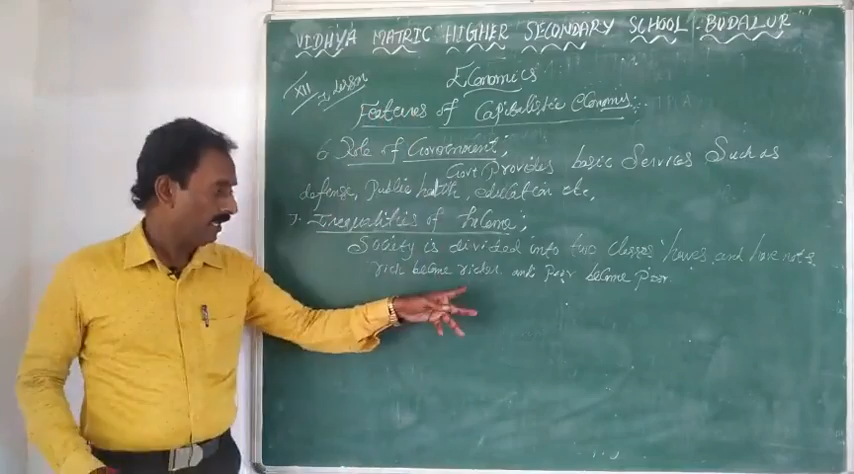 VIDHYA MATRIC HIGHER SECONDARY SCHOOL. BUDALUR
XII I lesson Economics
Features of Capitalistic Economy:
6. Role of Government;
Govt Provides basic Services Such as
defense, Public health, education etc,
7. Inequalities of Income;
Society is divided into two classes 'haves' and have not s
rich become richer and Poor become Poor.